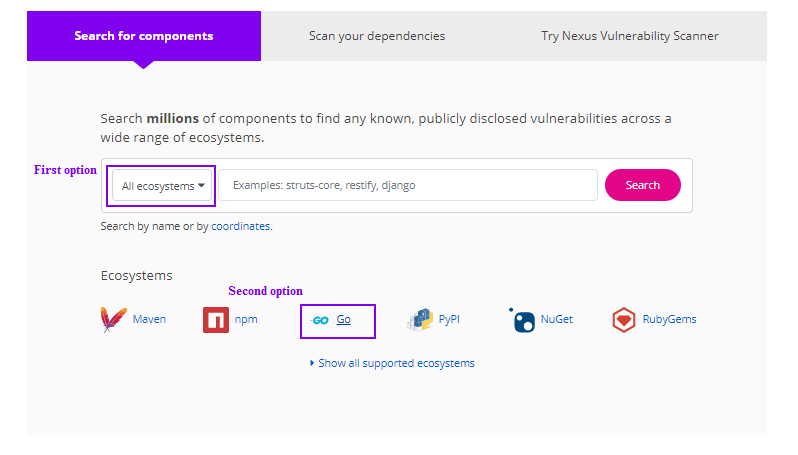 Search for components
Scan your dependencies
Try Nexus Vulnerability Scanner
Search millions of components to find any known, publicly disclosed vulnerabilities across a
wide range of ecosystems.
First option
All ecosystems
Examples: struts-core, restify, django
Search
Search by name or by coordinates.
Ecosystems
Second option
Maven
npm
GO
Go
PyPI
NuGet
RubyGems
Show all supported ecosystems